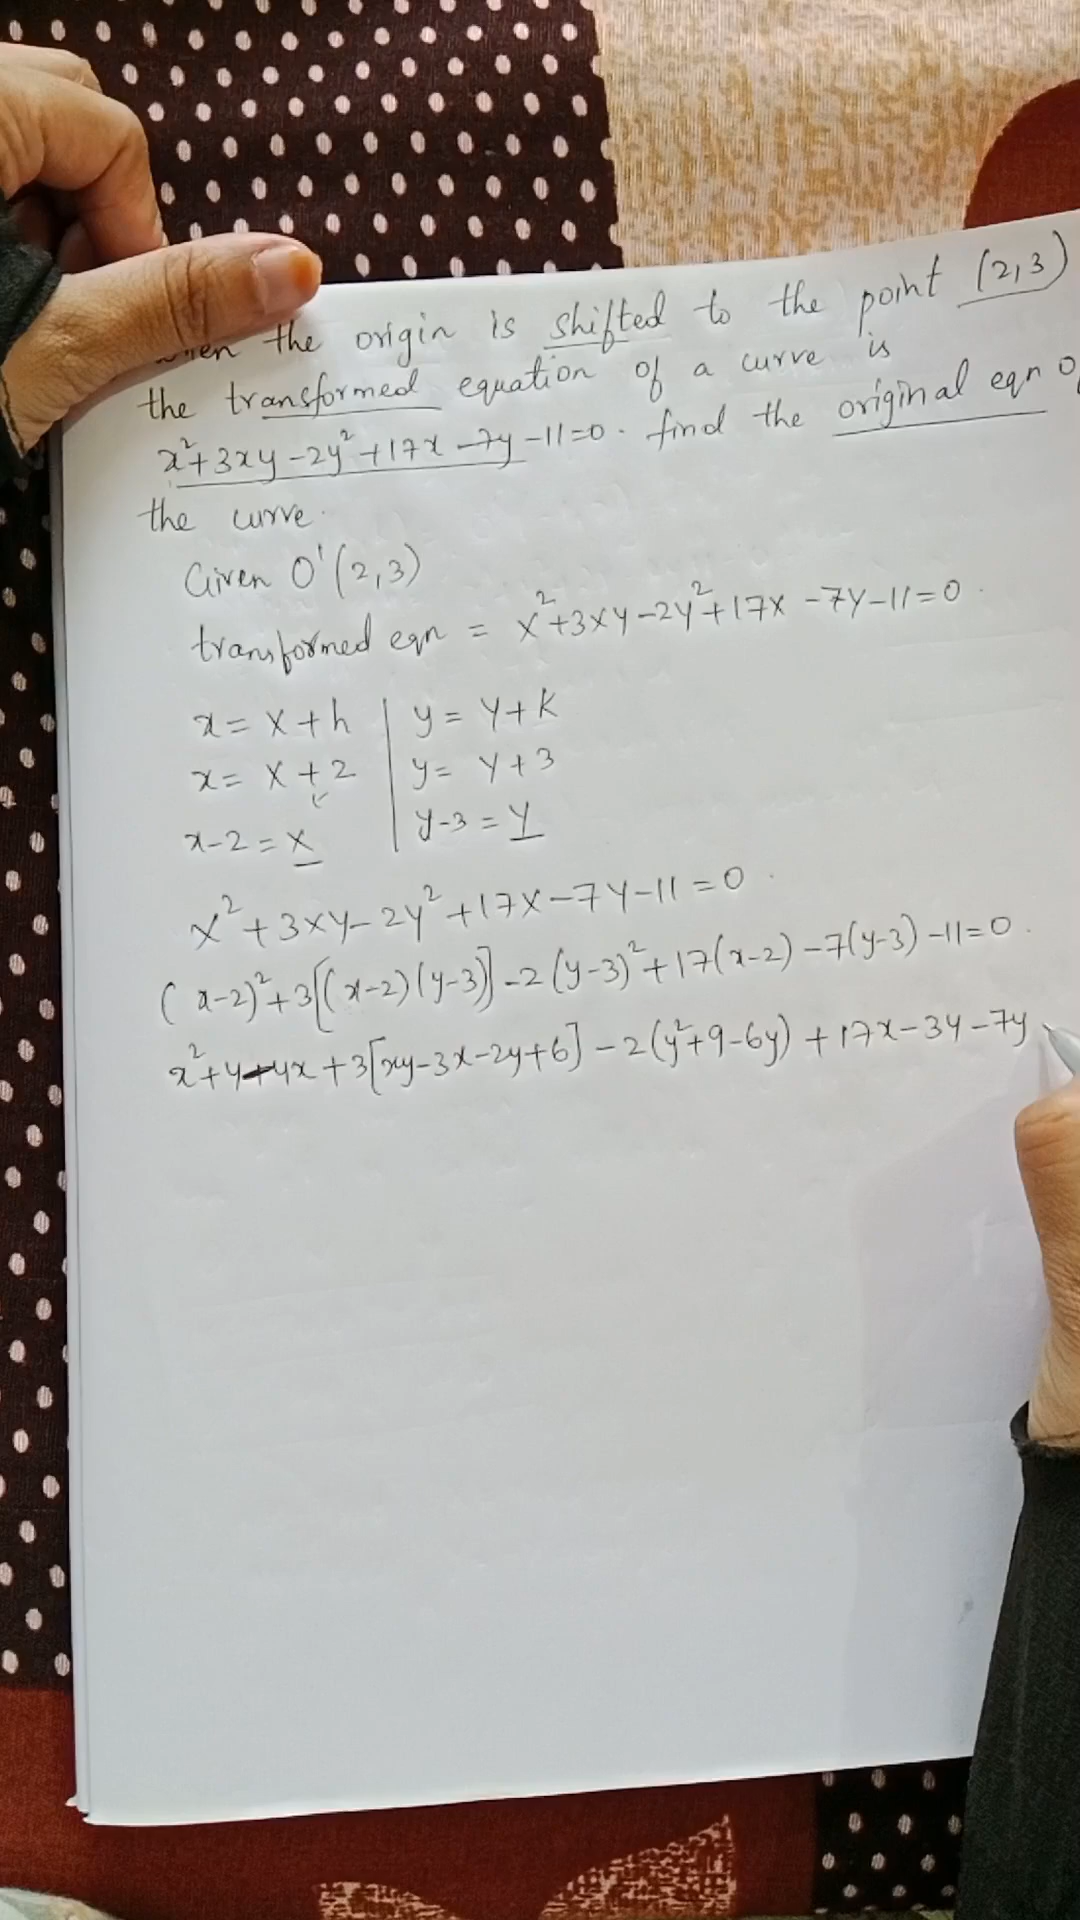 the origin is shifted to the point (2,3)
the transformed equation of a curve is
x²+3xy-2y²+17x-7y-11=0. find the original eqn
the curve.
Given O'(2,3)
transformed eqn = X²+3XY-2Y²+17X-7Y-11=0.
x = X+h | y = Y+k
x = X+2 | y = Y+3
x-2 = X | y-3 = Y
X²+3XY-2Y²+17X-7Y-11=0.
(x-2)²+3[(x-2)(y-3)]-2(y-3)²+17(x-2)-7(y-3)-11=0.
x²+4-4x+3[xy-3x-2y+6]-2(y²+9-6y)+17x-34-7y